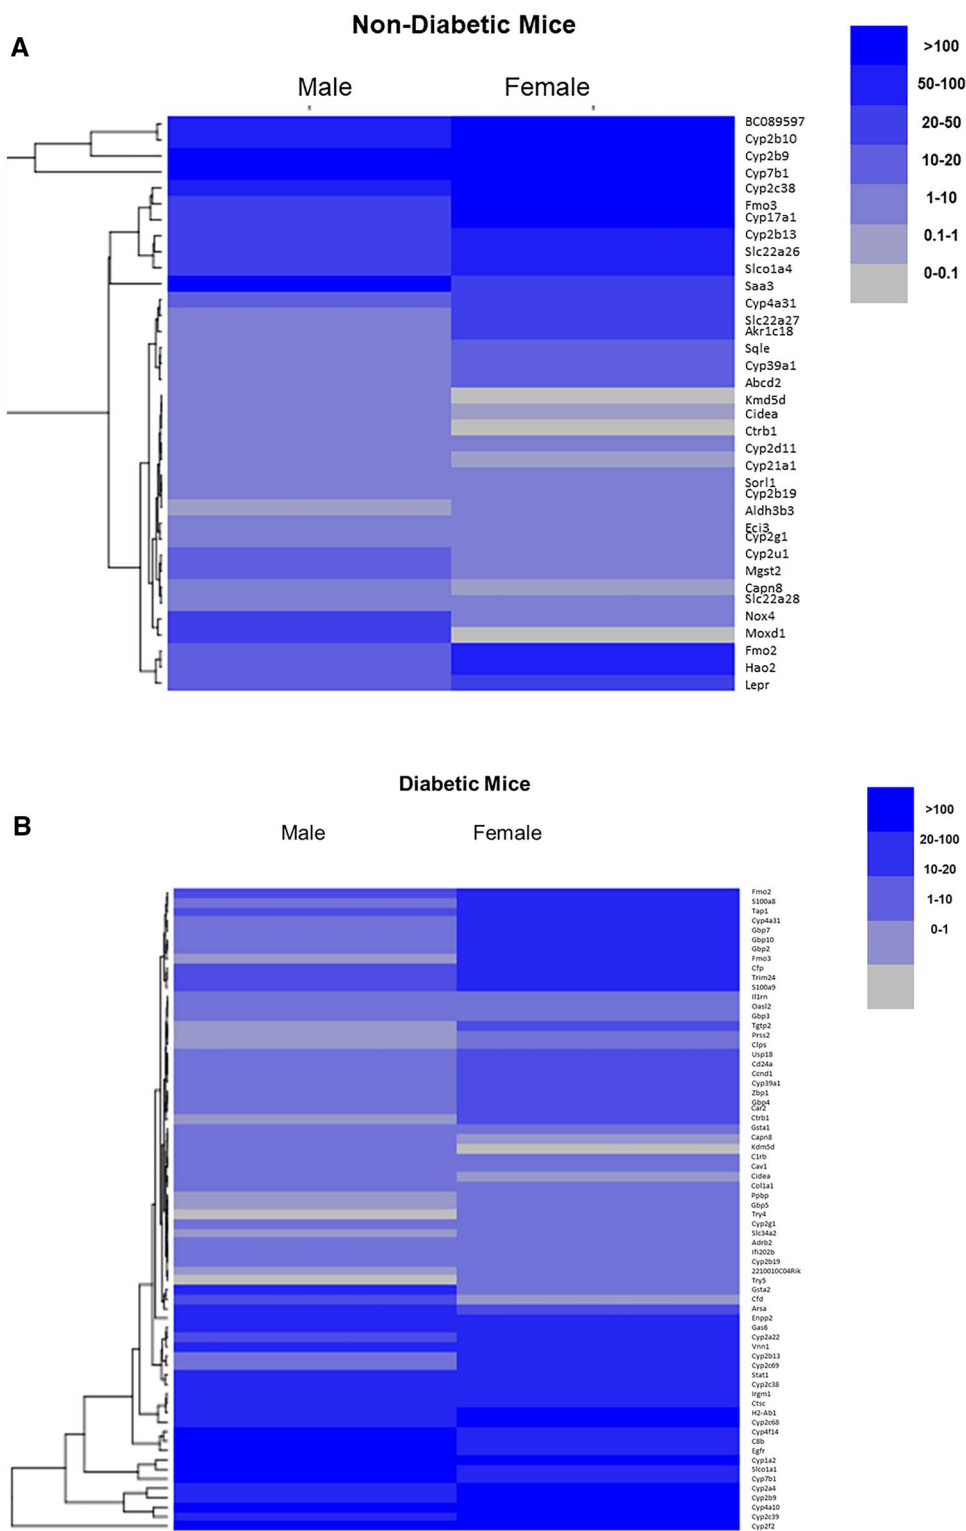 Non-Diabetic Mice
A
Male Female
>100
50-100
20-50
10-20
1-10
0.1-1
0-0.1
BC089597
Cyp2b10
Cyp2b9
Cyp7b1
Cyp2c38
Fmo3
Cyp17a1
Cyp2b13
Slc22a26
Slco1a4
Saa3
Cyp4a31
Slc22a27
Akr1c18
Sqle
Cyp39a1
Abcd2
Kmd5d
Cidea
Ctrb1
Cyp2d11
Cyp21a1
Sorl1
Cyp2b19
Aldh3b3
Eci3
Cyp2g1
Cyp2u1
Mgst2
Capn8
Slc22a28
Nox4
Moxd1
Fmo2
Hao2
Lepr
Diabetic Mice
B
Male Female
>100
20-100
10-20
1-10
0-1
Fmo2
S100a8
Tap1
Cyp4a31
Gbp7
Gbp10
Gbp2
Fmo3
Cfp
Trim24
S100a9
Il1rn
Oasl2
Gbp3
Tgtp2
Prss2
Clps
Usp18
Cd24a
Ccnd1
Cyp39a1
Zbp1
Gbp4
Car2
Ctrb1
Gsta1
Capn8
Kdm5d
C1rb
Cav1
Cidea
Col1a1
Ppbp
Gbp5
Try4
Cyp2g1
Slc34a2
Adrb2
Ifi202b
Cyp2b19
2210010C04Rik
Try5
Gsta2
Cfd
Arsa
Enpp2
Gas6
Cyp2a22
Vnn1
Cyp2b13
Cyp2c69
Stat1
Cyp2c38
Irgm1
Ctsc
H2-Ab1
Cyp2c68
Cyp4f14
C8b
Egfr
Cyp1a2
Slco1a1
Cyp7b1
Cyp2a4
Cyp2b9
Cyp4a10
Cyp2c39
Cyp2f2